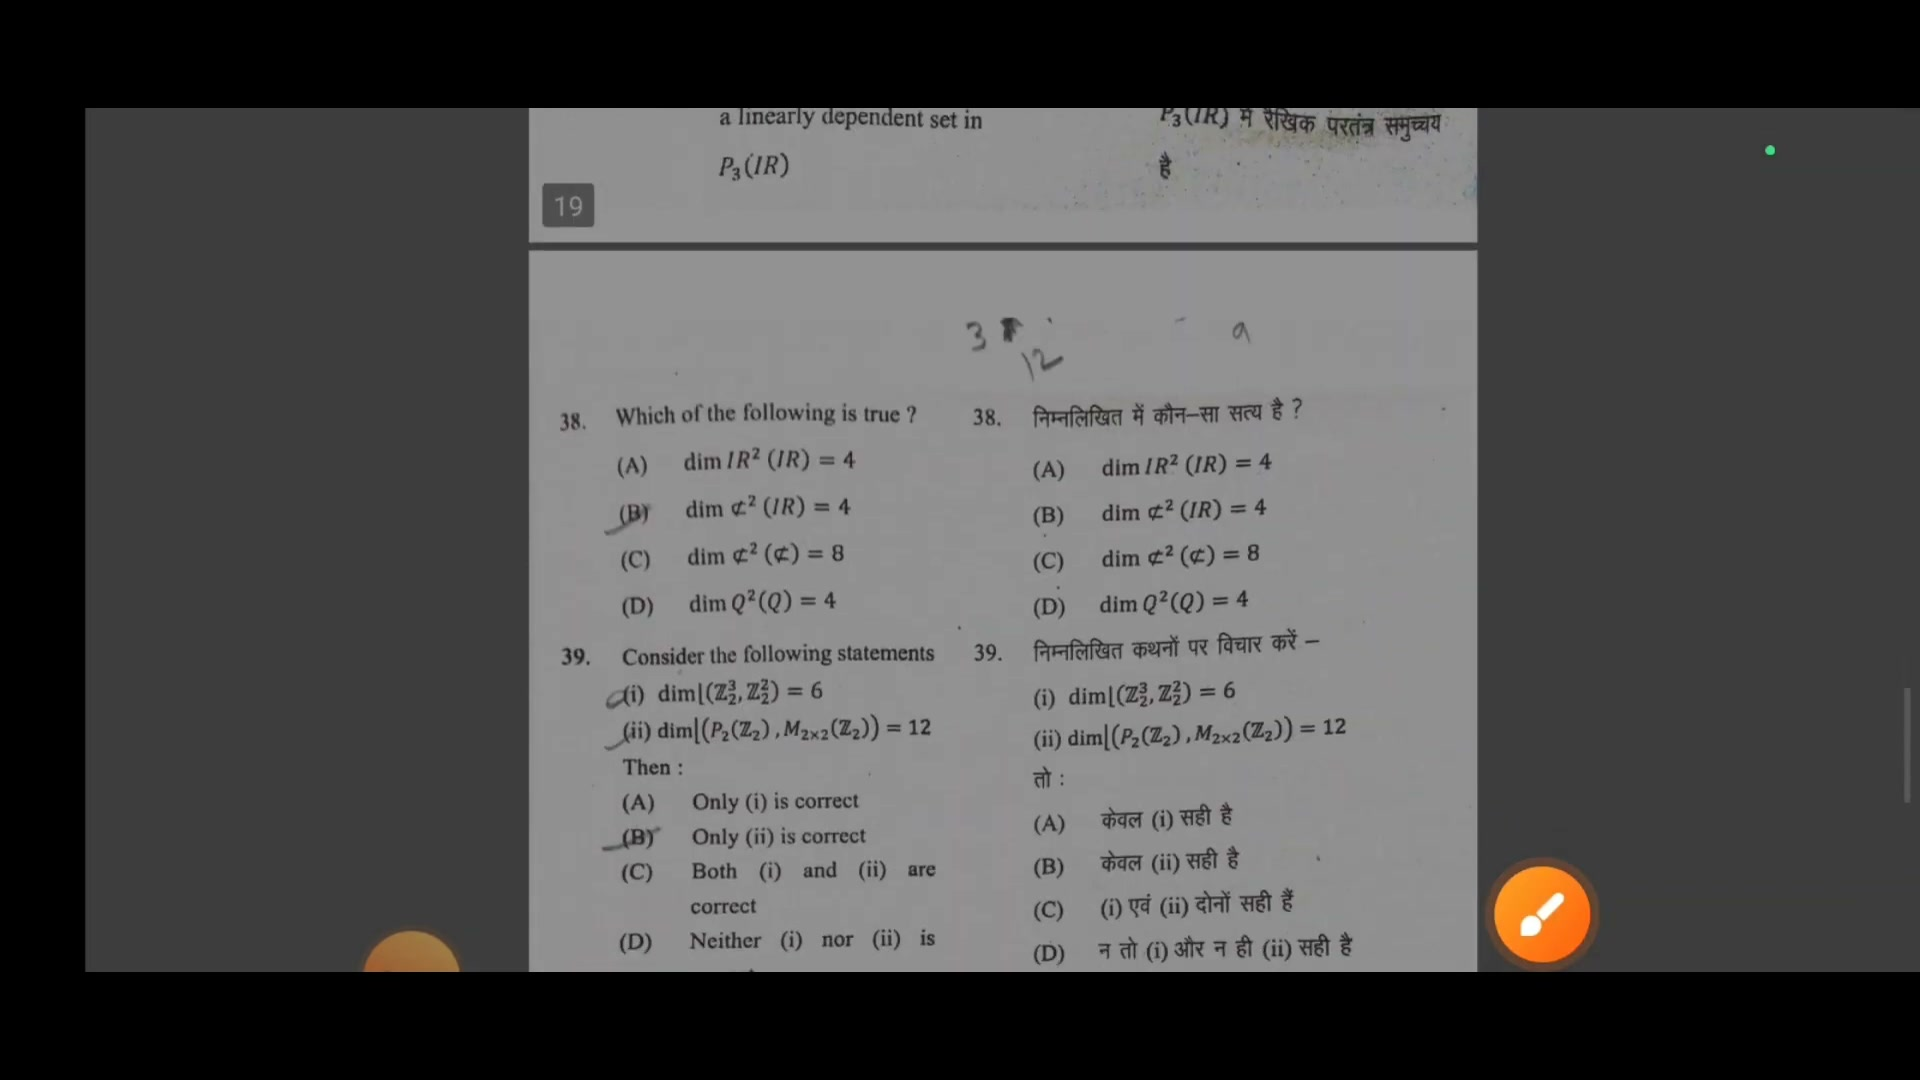 a linearly dependent set in
P₃(IR)
P₃(IR) में रैखिक परतंत्र समुच्चय
है
19
3
12
9
38. Which of the following is true ?
(A) dim IR² (IR) = 4
(B) dim ⊄² (IR) = 4
(C) dim ⊄² (⊄) = 8
(D) dim Q²(Q) = 4
39. Consider the following statements
(i) dim⌊(ℤ₂³, ℤ₂²) = 6
(ii) dim⌊(P₂(ℤ₂), M₂ₓ₂(ℤ₂)) = 12
Then :
(A) Only (i) is correct
(B) Only (ii) is correct
(C) Both (i) and (ii) are
correct
(D) Neither (i) nor (ii) is
38. निम्नलिखित में कौन–सा सत्य है ?
(A) dim IR² (IR) = 4
(B) dim ⊄² (IR) = 4
(C) dim ⊄² (⊄) = 8
(D) dim Q²(Q) = 4
39. निम्नलिखित कथनों पर विचार करें –
(i) dim⌊(ℤ₂³, ℤ₂²) = 6
(ii) dim⌊(P₂(ℤ₂), M₂ₓ₂(ℤ₂)) = 12
तो :
(A) केवल (i) सही है
(B) केवल (ii) सही है
(C) (i) एवं (ii) दोनों सही हैं
(D) न तो (i) और न ही (ii) सही है